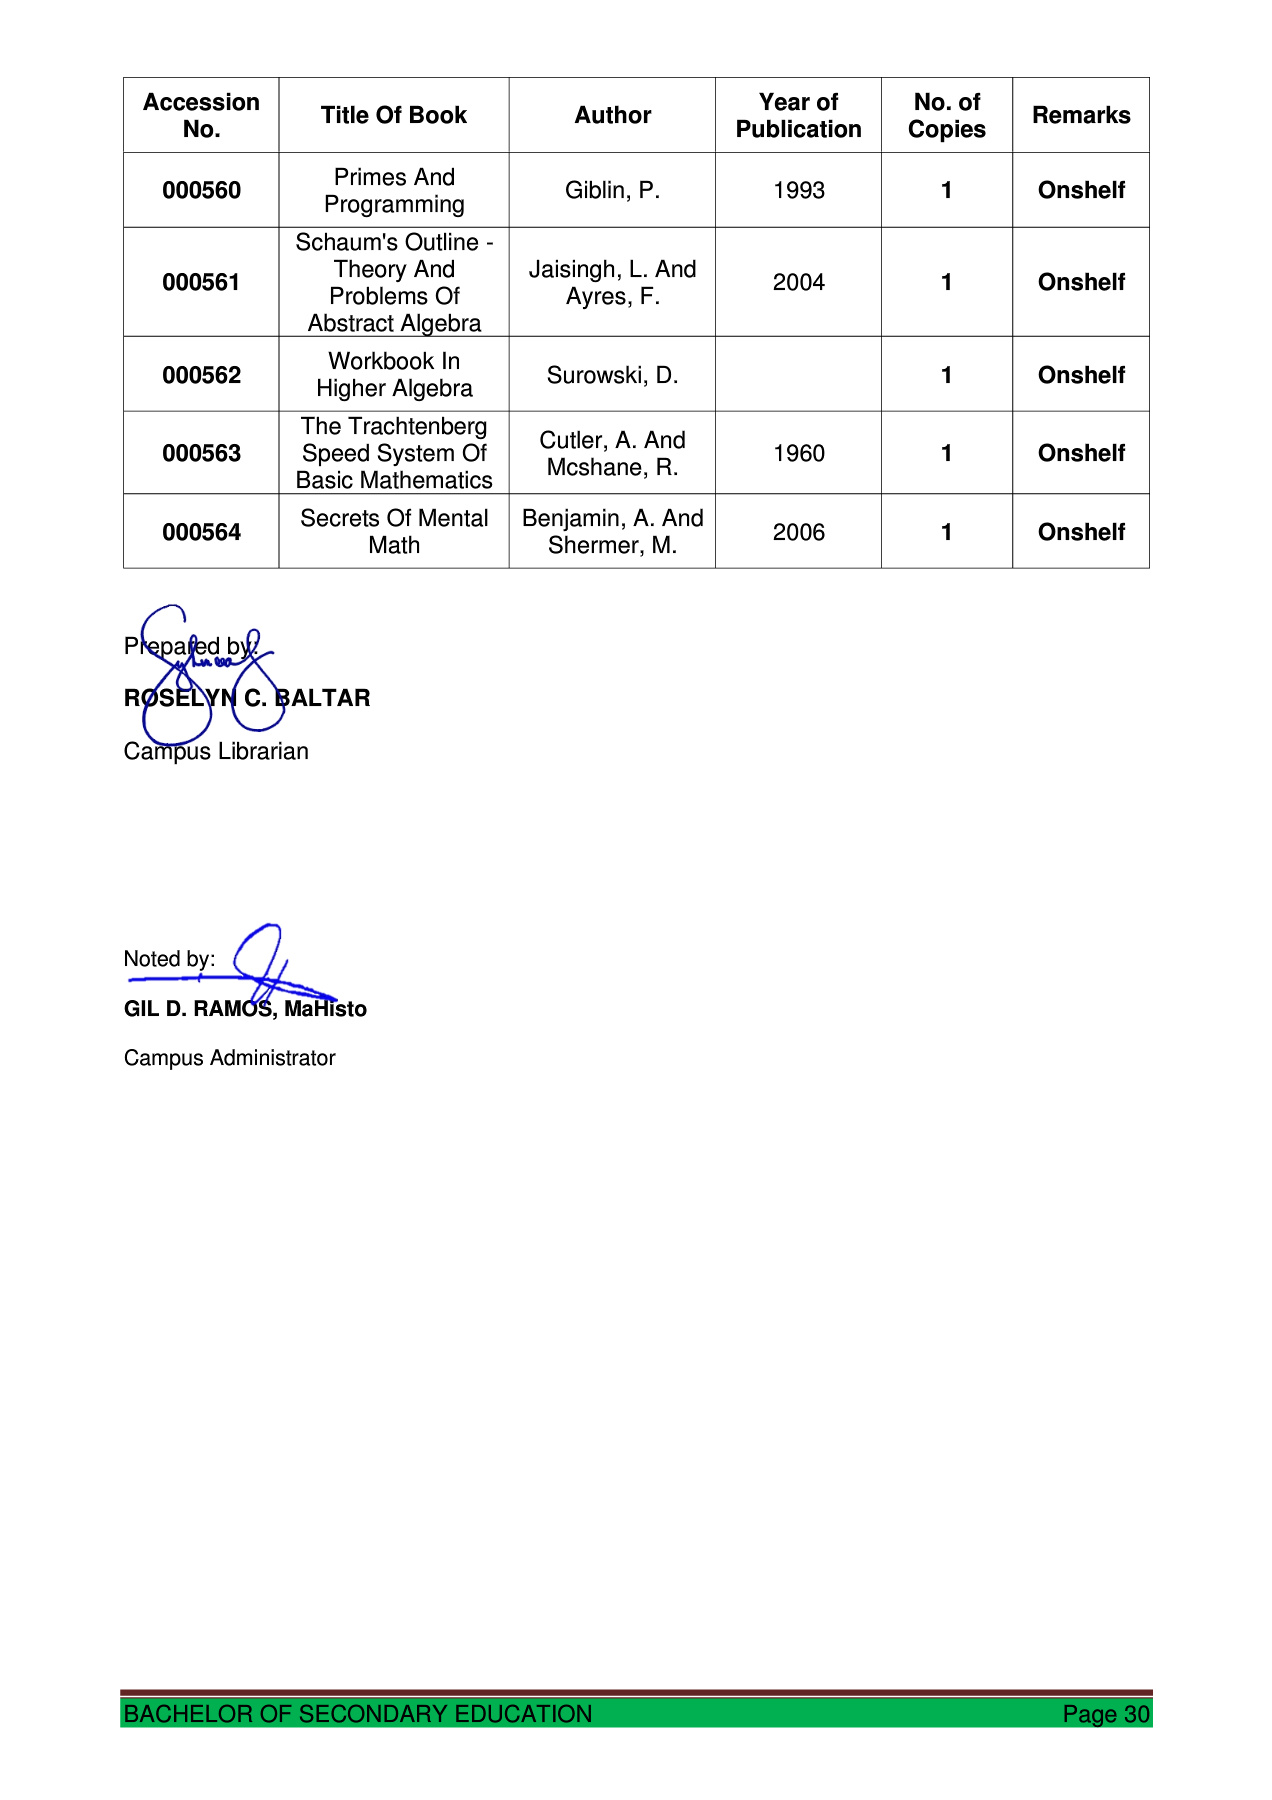 Accession No. Title Of Book Author Year of Publication No. of Copies Remarks
000560 Primes And Programming Giblin, P. 1993 1 Onshelf
000561 Schaum's Outline - Theory And Problems Of Abstract Algebra Jaisingh, L. And Ayres, F. 2004 1 Onshelf
000562 Workbook In Higher Algebra Surowski, D. 1 Onshelf
000563 The Trachtenberg Speed System Of Basic Mathematics Cutler, A. And Mcshane, R. 1960 1 Onshelf
000564 Secrets Of Mental Math Benjamin, A. And Shermer, M. 2006 1 Onshelf
Prepared by:
ROSELYN C. BALTAR
Campus Librarian
Noted by:
GIL D. RAMOS, MaHisto
Campus Administrator
BACHELOR OF SECONDARY EDUCATION Page 30